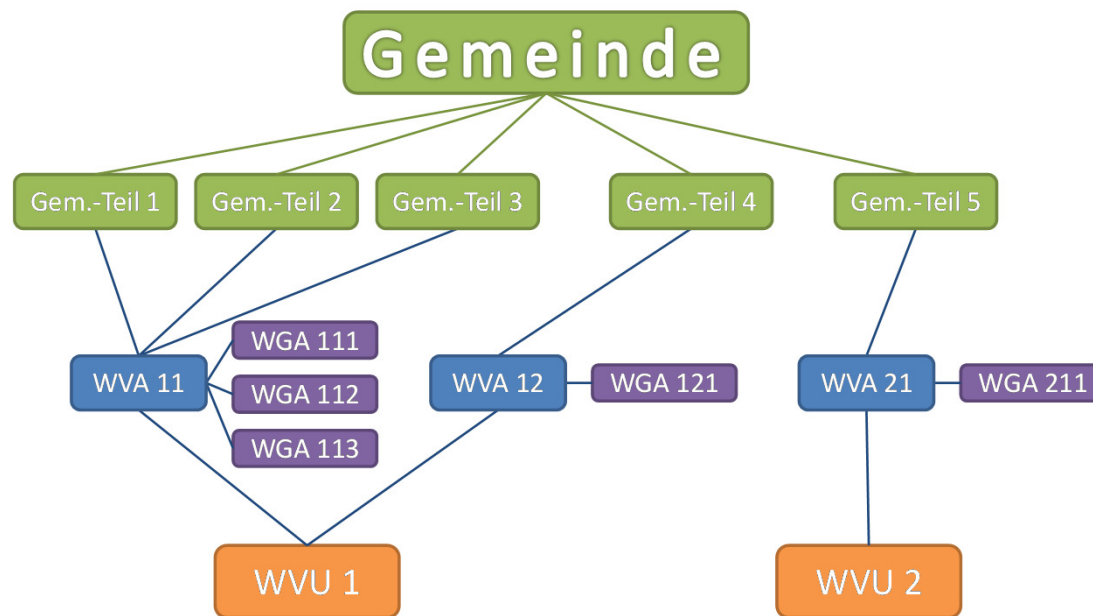 Gemeinde
Gem.-Teil 1
Gem.-Teil 2
Gem.-Teil 3
Gem.-Teil 4
Gem.-Teil 5
WVA 11
WGA 111
WGA 112
WGA 113
WVA 12
WGA 121
WVA 21
WGA 211
WVU 1
WVU 2